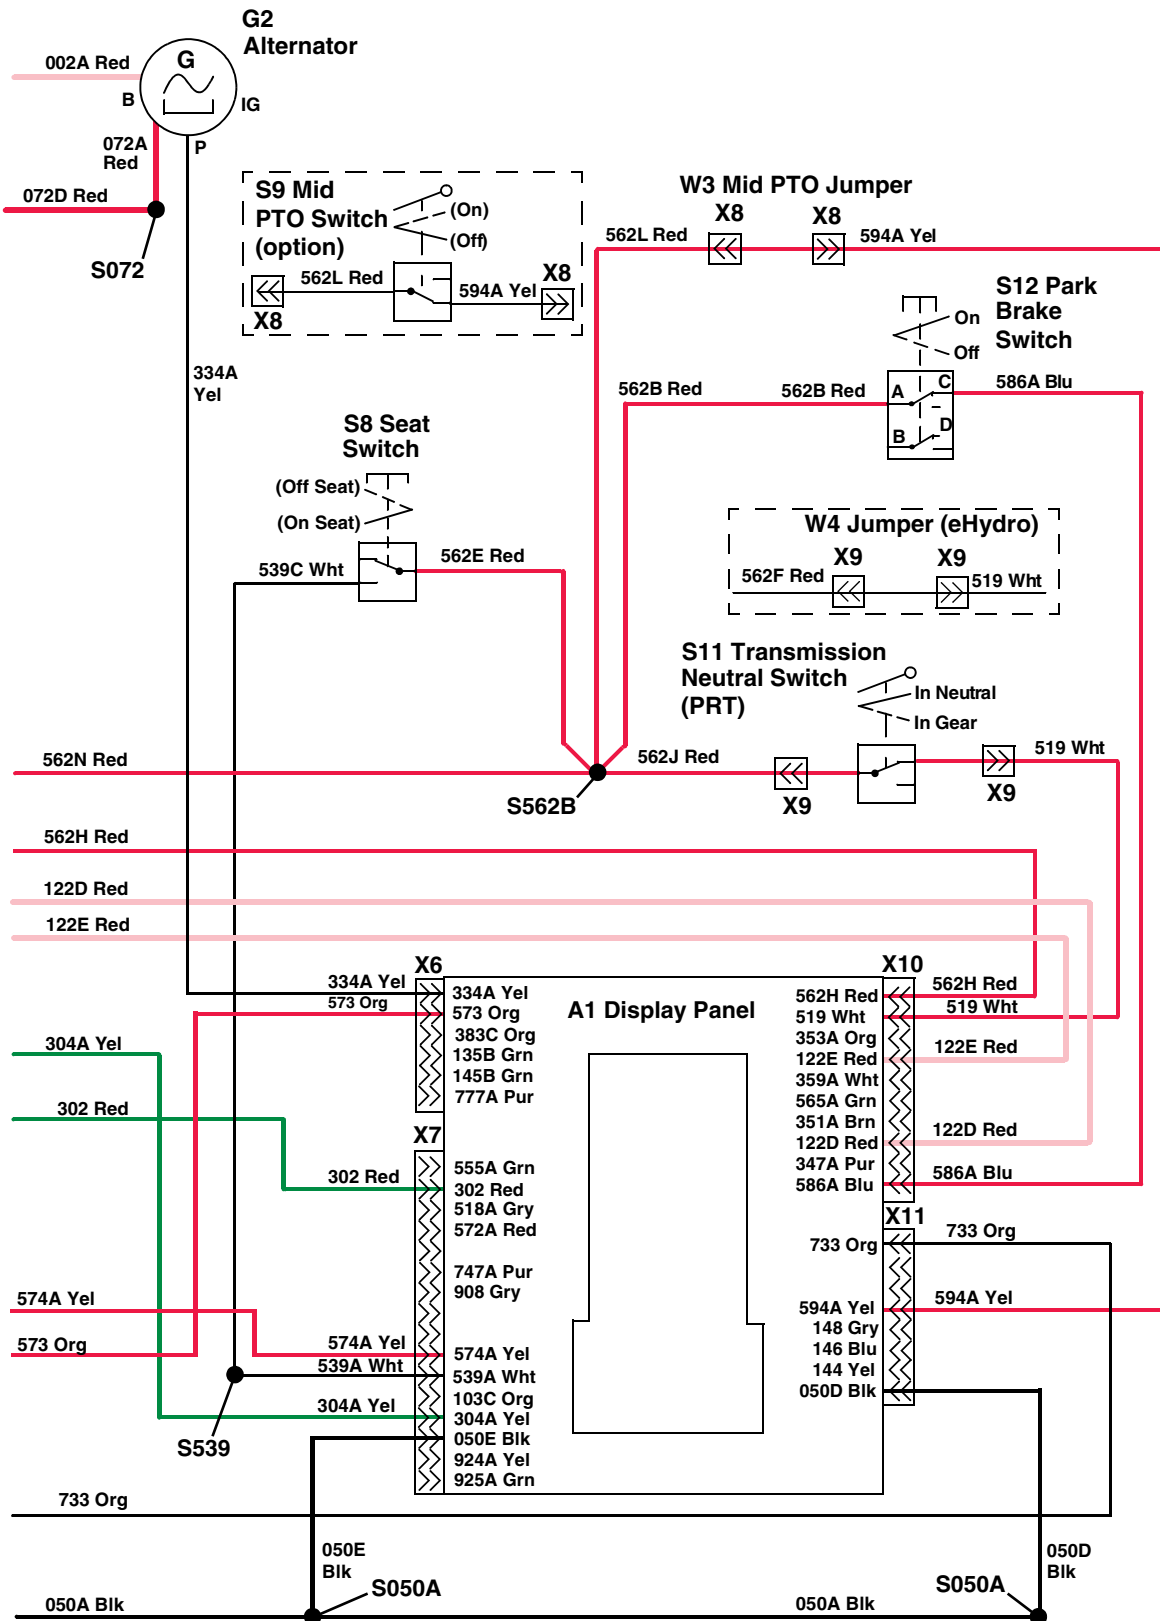 G2
Alternator
002A Red
G
B
IG
P
072A
Red
072D Red
S072
334A
Yel
S9 Mid
PTO Switch
(option)
(On)
(Off)
562L Red
594A Yel
X8
X8
W3 Mid PTO Jumper
X8
X8
562L Red
594A Yel
S12 Park
Brake
Switch
On
Off
562B Red
562B Red
A
C
B
D
586A Blu
S8 Seat
Switch
(Off Seat)
(On Seat)
539C Wht
562E Red
W4 Jumper (eHydro)
X9
X9
562F Red
519 Wht
S11 Transmission
Neutral Switch
(PRT)
In Neutral
In Gear
562N Red
562J Red
519 Wht
S562B
X9
X9
562H Red
122D Red
122E Red
X6
X10
334A Yel
573 Org
334A Yel
573 Org
383C Org
135B Grn
145B Grn
777A Pur
A1 Display Panel
562H Red
519 Wht
353A Org
122E Red
359A Wht
565A Grn
351A Brn
122D Red
347A Pur
586A Blu
562H Red
519 Wht
122E Red
122D Red
586A Blu
304A Yel
302 Red
X7
302 Red
555A Grn
302 Red
518A Gry
572A Red
747A Pur
908 Gry
574A Yel
539A Wht
103C Org
304A Yel
050E Blk
924A Yel
925A Grn
X11
733 Org
594A Yel
148 Gry
146 Blu
144 Yel
050D Blk
733 Org
594A Yel
574A Yel
573 Org
574A Yel
539A Wht
304A Yel
S539
733 Org
050E
Blk
050D
Blk
S050A
S050A
050A Blk
050A Blk